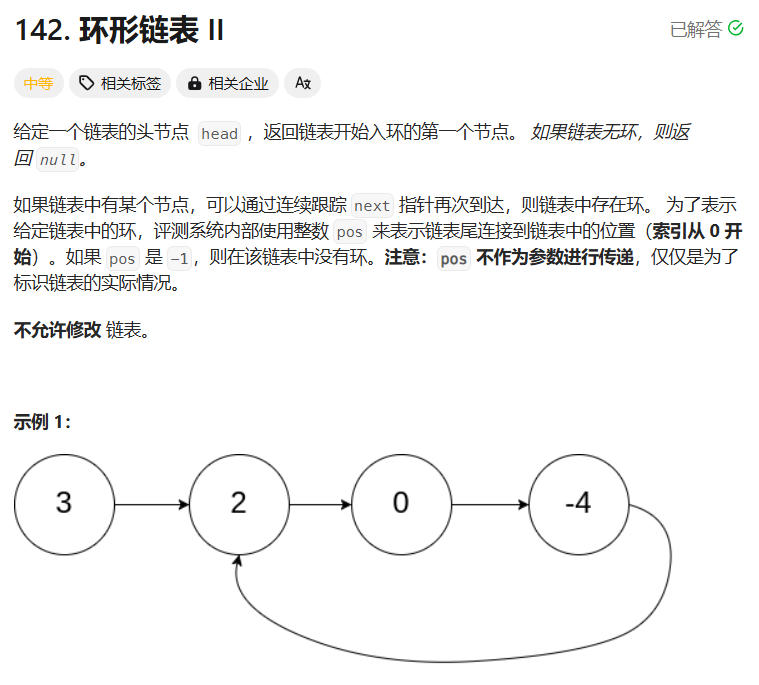 142. 环形链表 II
已解答
中等 相关标签 相关企业 Aあ
给定一个链表的头节点 head ，返回链表开始入环的第一个节点。 如果链表无环，则返
回 null。
如果链表中有某个节点，可以通过连续跟踪 next 指针再次到达，则链表中存在环。 为了表示
给定链表中的环，评测系统内部使用整数 pos 来表示链表尾连接到链表中的位置（索引从 0 开
始）。如果 pos 是 -1，则在该链表中没有环。注意：pos 不作为参数进行传递，仅仅是为了
标识链表的实际情况。
不允许修改 链表。
示例 1：
3 2 0 -4